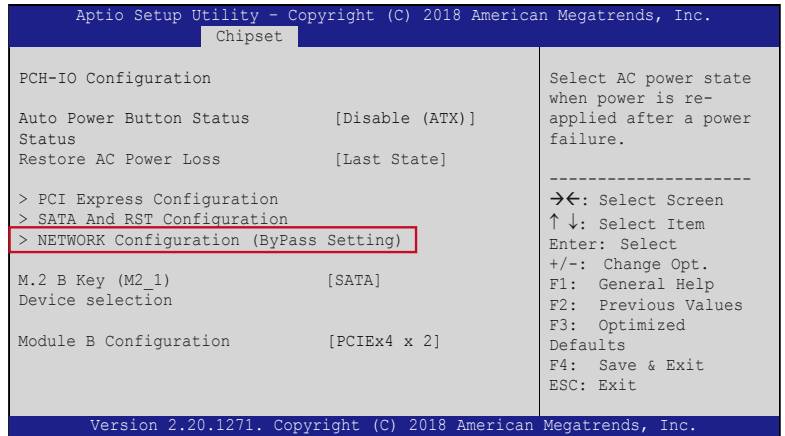 Aptio Setup Utility – Copyright (C) 2018 American Megatrends, Inc.
Chipset
PCH-IO Configuration
Auto Power Button Status [Disable (ATX)]
Status
Restore AC Power Loss [Last State]
> PCI Express Configuration
> SATA And RST Configuration
> NETWORK Configuration (ByPass Setting)
M.2 B Key (M2_1) [SATA]
Device selection
Module B Configuration [PCIEx4 x 2]
Select AC power state
when power is re-
applied after a power
failure.
---------------------
→←: Select Screen
↑ ↓: Select Item
Enter: Select
+/-: Change Opt.
F1: General Help
F2: Previous Values
F3: Optimized
Defaults
F4: Save & Exit
ESC: Exit
Version 2.20.1271. Copyright (C) 2018 American Megatrends, Inc.